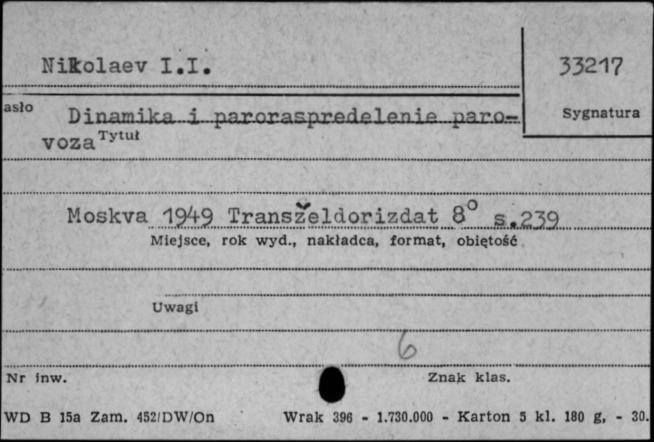 Nikolaev I.I.
33217
asło
Sygnatura
Dinamika i pororaspredelenie paro-
voza Tytuł
Moskva 1949 Transželdorizdat 8° s.239
Miejsce, rok wyd., nakładca, format, obiętość
Uwagi
6
Nr inw.
Znak klas.
WD B 15a Zam. 452/DW/On Wrak 396 - 1.730.000 - Karton 5 kl. 180 g, - 30.